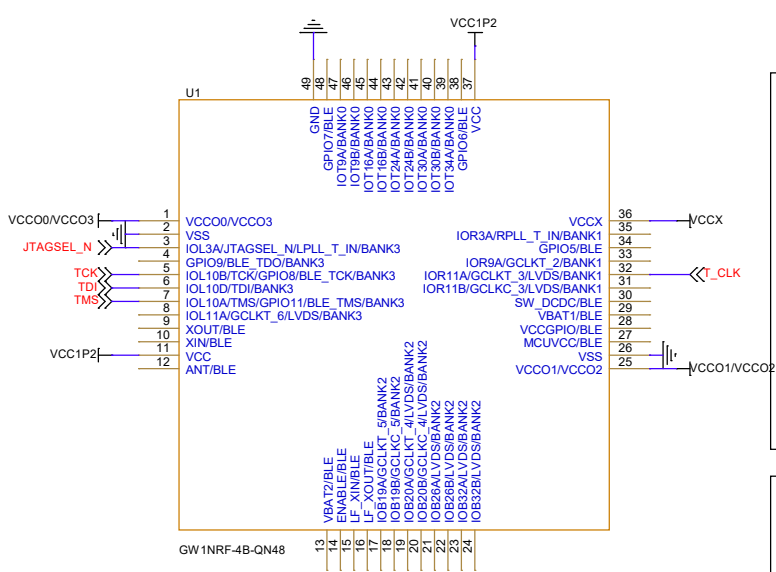 VCC1P2
49
48
47
46
45
44
43
42
41
40
39
38
37
U1
GND
GPIO7/BLE
IOT9A/BANK0
IOT9B/BANK0
IOT16A/BANK0
IOT16B/BANK0
IOT24A/BANK0
IOT24B/BANK0
IOT30A/BANK0
IOT30B/BANK0
IOT34A/BANK0
GPIO6/BLE
VCC
VCCO0/VCCO3
1
VCCO0/VCCO3
2
VSS
JTAGSEL_N
3
IOL3A/JTAGSEL_N/LPLL_T_IN/BANK3
4
GPIO9/BLE_TDO/BANK3
TCK
5
IOL10B/TCK/GPIO8/BLE_TCK/BANK3
TDI
6
IOL10D/TDI/BANK3
TMS
7
IOL10A/TMS/GPIO11/BLE_TMS/BANK3
8
IOL11A/GCLKT_6/LVDS/BANK3
9
XOUT/BLE
10
XIN/BLE
VCC1P2
11
VCC
12
ANT/BLE
VCCX
36
VCCX
IOR3A/RPLL_T_IN/BANK1
35
GPIO5/BLE
34
IOR9A/GCLKT_2/BANK1
33
IOR11A/GCLKT_3/LVDS/BANK1
32
T_CLK
IOR11B/GCLKC_3/LVDS/BANK1
31
SW_DCDC/BLE
30
VBAT1/BLE
29
VCCGPIO/BLE
28
MCUVCC/BLE
27
VSS
26
VCCO1/VCCO2
25
VCCO1/VCCO2
VBAT2/BLE
ENABLE/BLE
LF_XIN/BLE
LF_XOUT/BLE
IOB19A/GCLKT_5/BANK2
IOB19B/GCLKC_5/BANK2
IOB20A/GCLKT_4/LVDS/BANK2
IOB20B/GCLKC_4/LVDS/BANK2
IOB26A/LVDS/BANK2
IOB26B/LVDS/BANK2
IOB32A/LVDS/BANK2
IOB32B/LVDS/BANK2
GW1NRF-4B-QN48
13
14
15
16
17
18
19
20
21
22
23
24